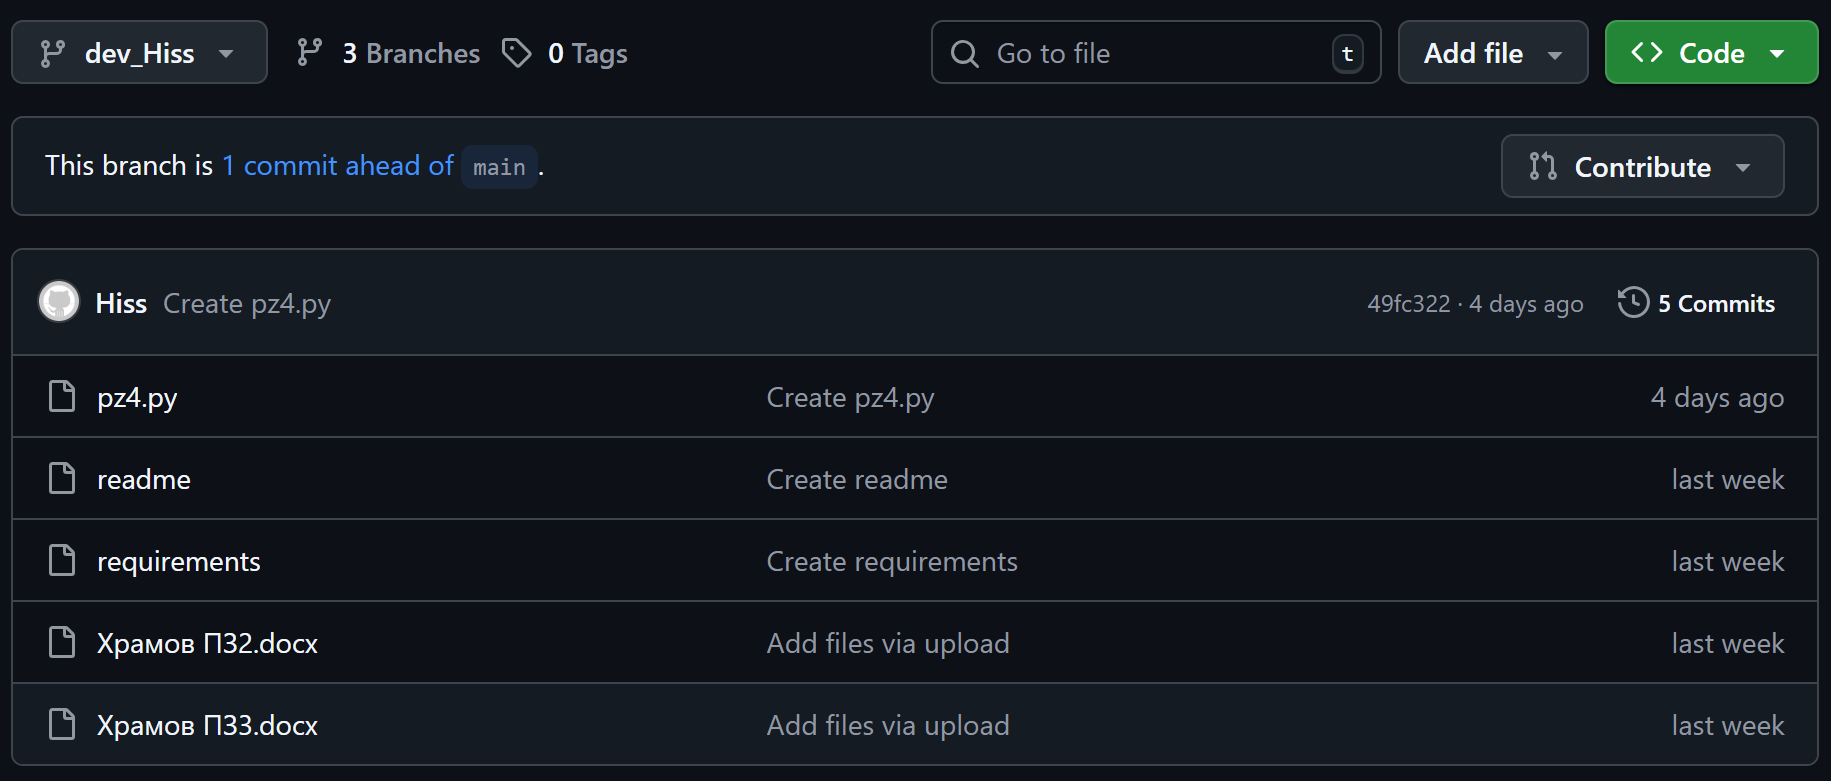 dev_Hiss 3 Branches 0 Tags Go to file t Add file Code
This branch is 1 commit ahead of main.
Contribute
Hiss Create pz4.py 49fc322 · 4 days ago 5 Commits
pz4.py Create pz4.py 4 days ago
readme Create readme last week
requirements Create requirements last week
Храмов П32.docx Add files via upload last week
Храмов П33.docx Add files via upload last week